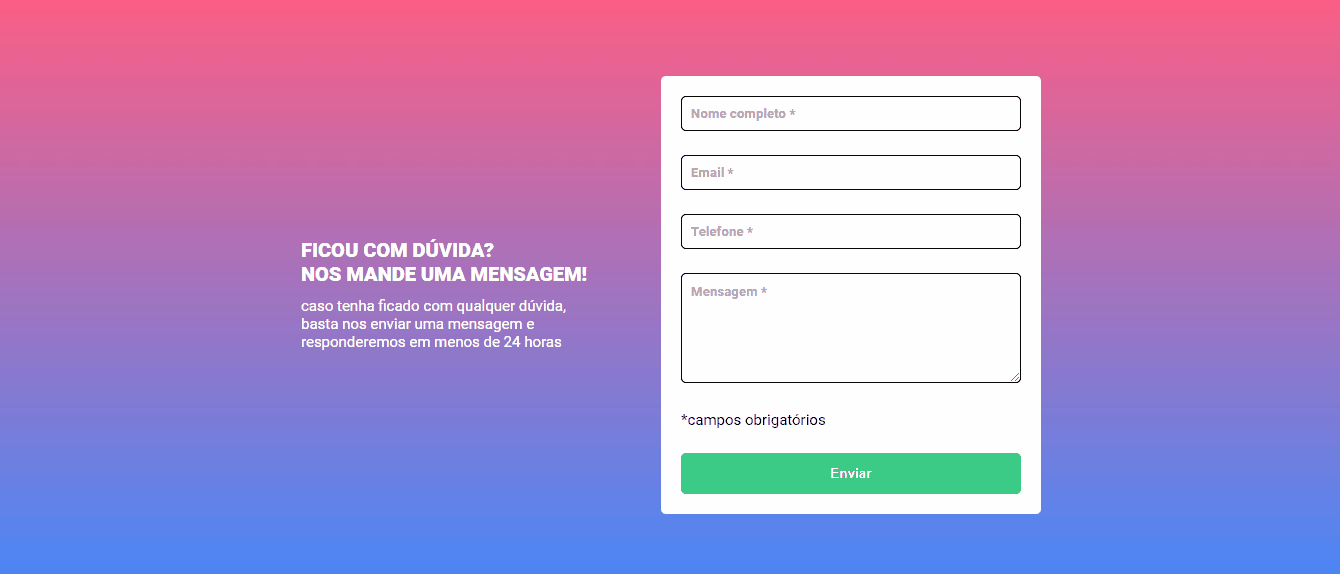 FICOU COM DÚVIDA?
NOS MANDE UMA MENSAGEM!
caso tenha ficado com qualquer dúvida,
basta nos enviar uma mensagem e
responderemos em menos de 24 horas
Nome completo *
Email *
Telefone *
Mensagem *
*campos obrigatórios
Enviar